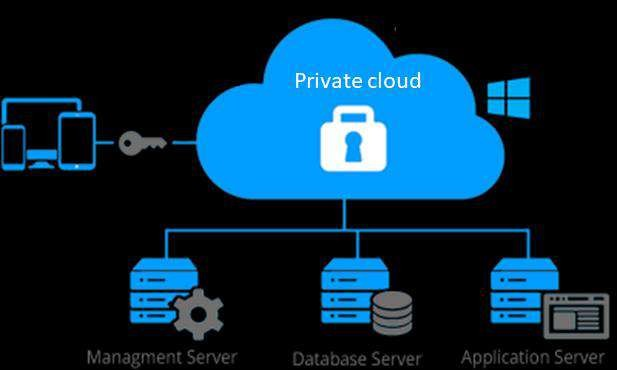 Private cloud
Managment Server
Database Server
Application Server